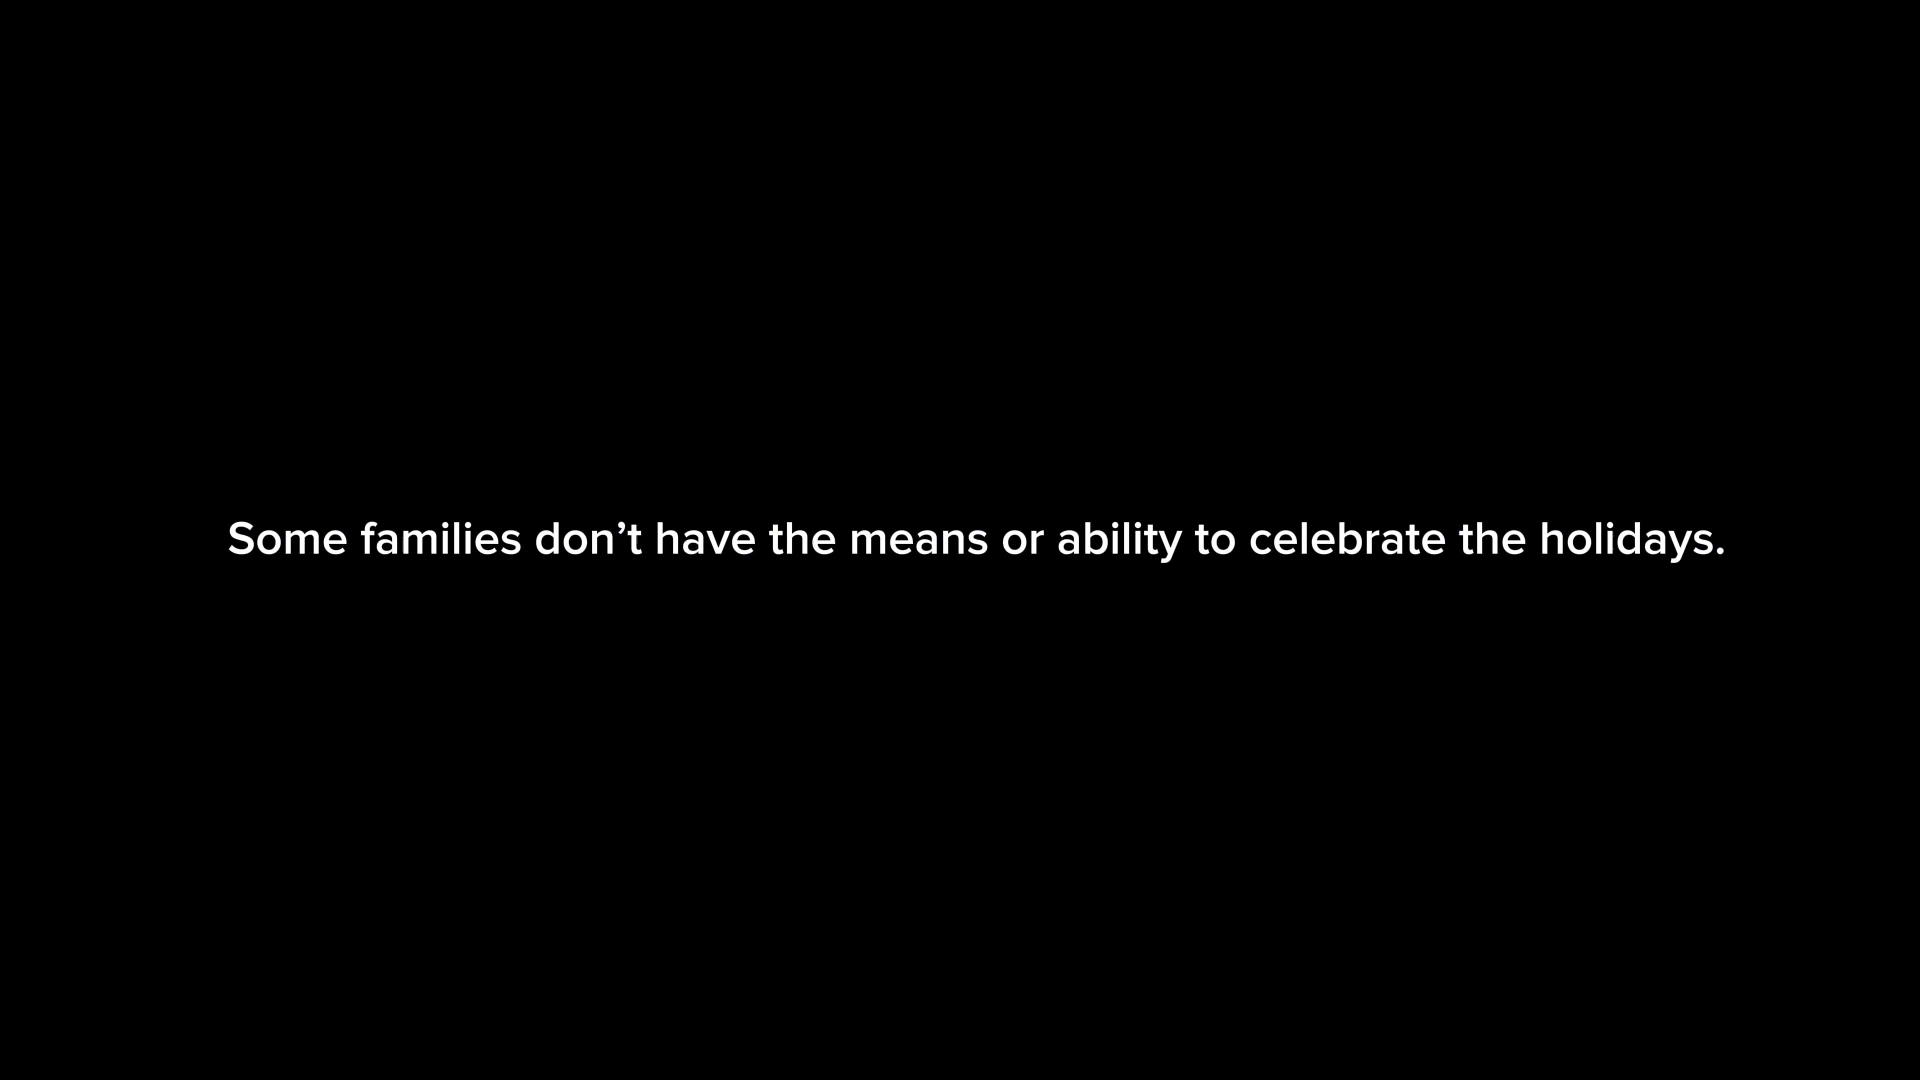 Some families don’t have the means or ability to celebrate the holidays.